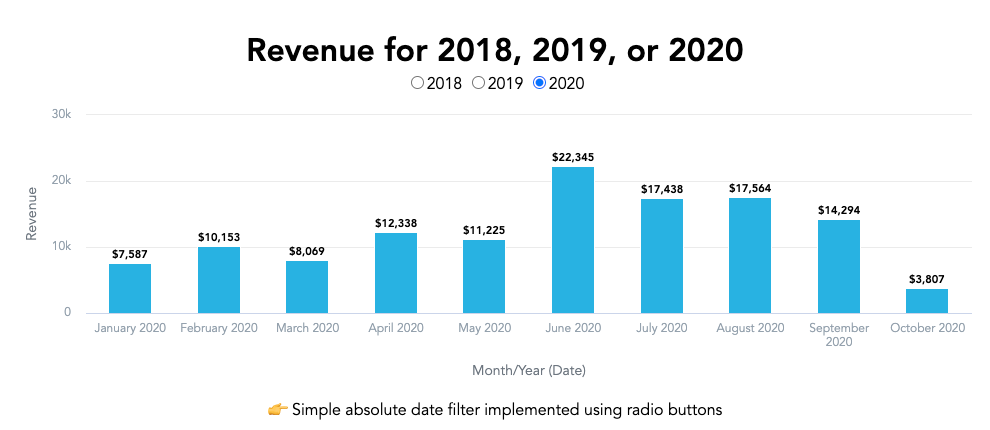 Revenue for 2018, 2019, or 2020
2018 2019 2020
30k
20k
10k
0
Revenue
$7,587
$10,153
$8,069
$12,338
$11,225
$22,345
$17,438
$17,564
$14,294
$3,807
January 2020
February 2020
March 2020
April 2020
May 2020
June 2020
July 2020
August 2020
September
2020
October 2020
Month/Year (Date)
👉 Simple absolute date filter implemented using radio buttons